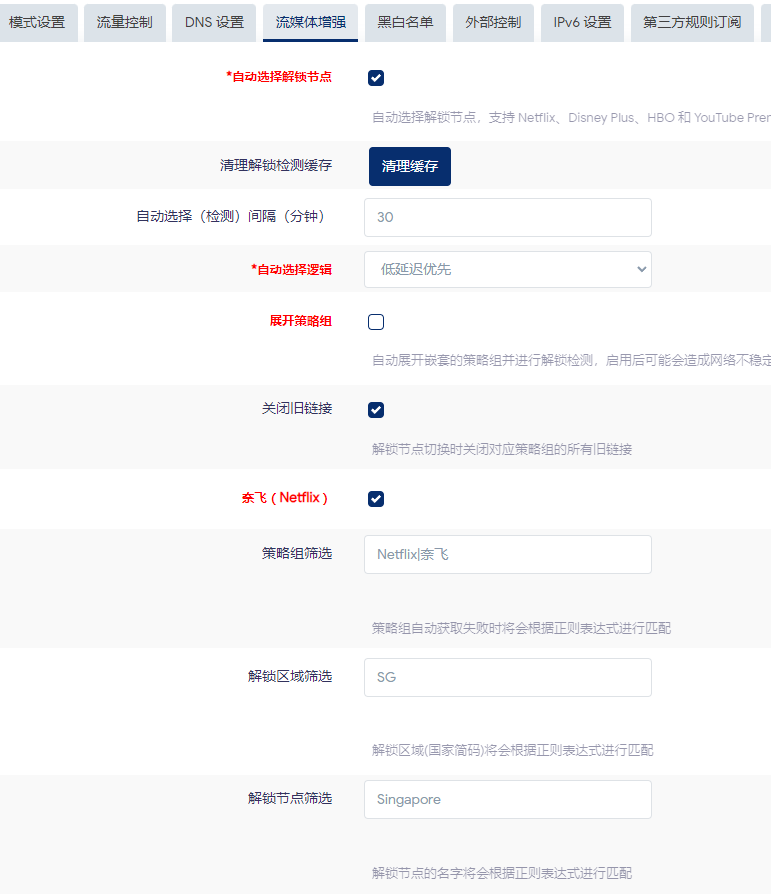 模式设置 流量控制 DNS 设置 流媒体增强 黑白名单 外部控制 IPv6 设置 第三方规则订阅
*自动选择解锁节点
自动选择解锁节点，支持 Netflix、Disney Plus、HBO 和 YouTube Prer
清理解锁检测缓存 清理缓存
自动选择（检测）间隔（分钟） 30
*自动选择逻辑 低延迟优先
展开策略组
自动展开嵌套的策略组并进行解锁检测，启用后可能会造成网络不稳定
关闭旧链接
解锁节点切换时关闭对应策略组的所有旧链接
奈飞（Netflix）
策略组筛选 Netflix|奈飞
策略组自动获取失败时将会根据正则表达式进行匹配
解锁区域筛选 SG
解锁区域(国家简码)将会根据正则表达式进行匹配
解锁节点筛选 Singapore
解锁节点的名字将会根据正则表达式进行匹配